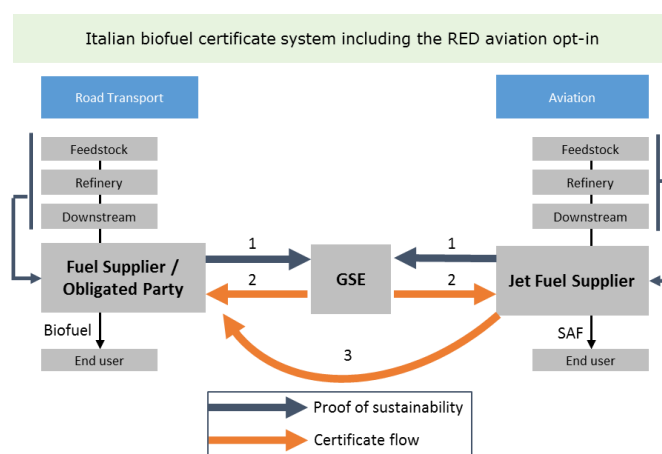 Italian biofuel certificate system including the RED aviation opt-in
Road Transport
Aviation
Feedstock
Feedstock
Refinery
Refinery
Downstream
Downstream
1
1
Fuel Supplier /
Obligated Party
GSE
Jet Fuel Supplier
2
2
Biofuel
SAF
3
End user
End user
Proof of sustainability
Certificate flow